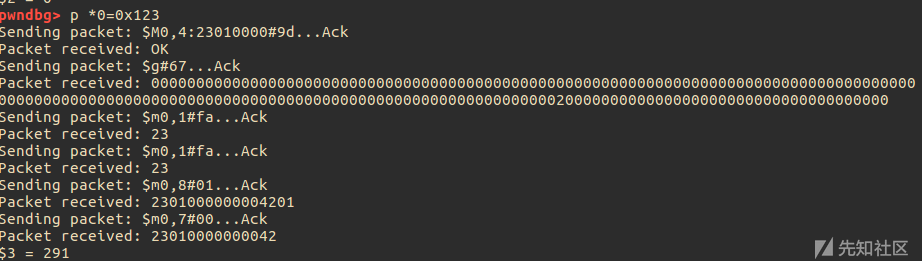 $2 = 0
pwndbg> p *0=0x123
Sending packet: $M0,4:23010000#9d...Ack
Packet received: OK
Sending packet: $g#67...Ack
Packet received: 0000000000000000000000000000000000000000000000000000000000000000000000000000000000000
000000000000000000000000000000000000000000000000000000000000002000000000000000000000000000000000000
Sending packet: $m0,1#fa...Ack
Packet received: 23
Sending packet: $m0,1#fa...Ack
Packet received: 23
Sending packet: $m0,8#01...Ack
Packet received: 2301000000004201
Sending packet: $m0,7#00...Ack
Packet received: 23010000000042
$3 = 291
先知社区